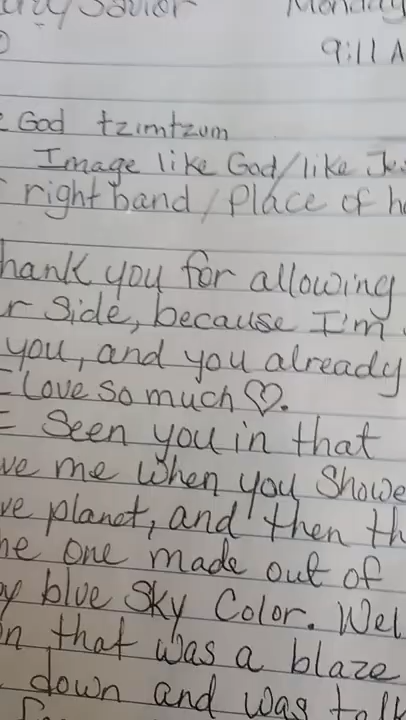 Savior Monday
9:11 A
God tzimtzum
Image like God/like
right hand/Place of
hank you for allowing
r side, because I'm
you, and you already
Love so much ♡.
Seen you in that
ve me when you Showe
ve planet, and then th
he one made out of
y blue Sky Color. Wel
n that was a blaze
down and was talk